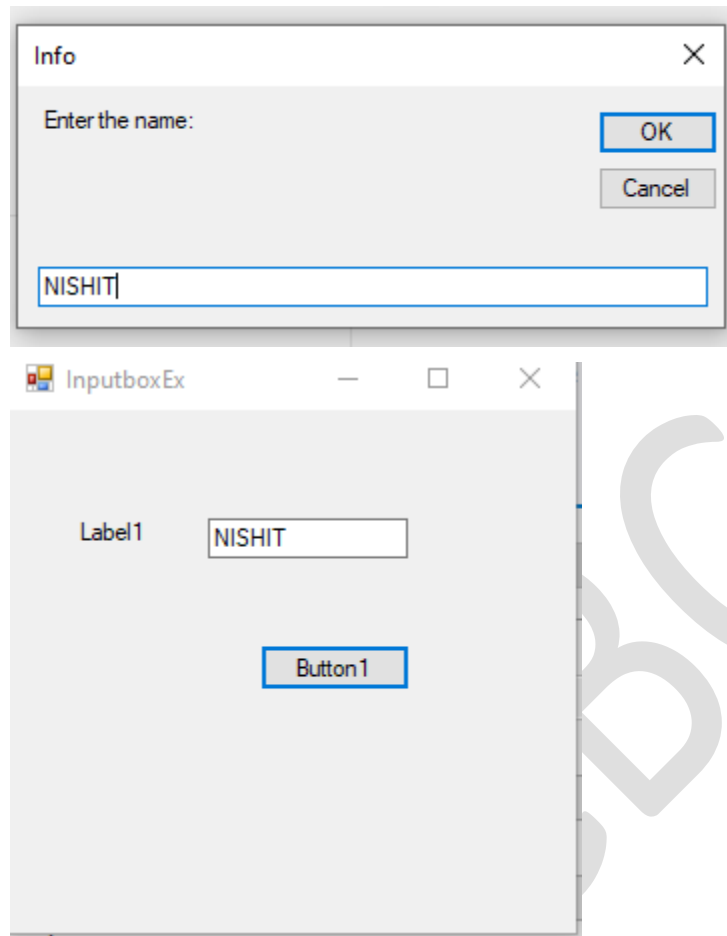 Info
Enter the name:
OK
Cancel
NISHIT
InputboxEx
Label1
NISHIT
Button1